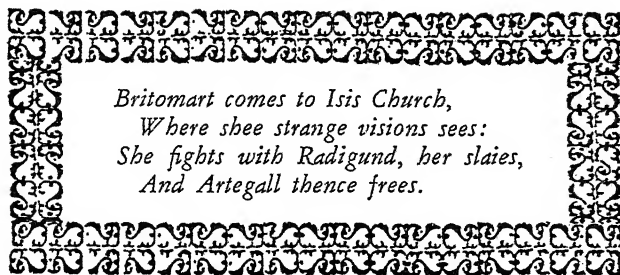 Britomart comes to Isis Church,
Where shee strange visions sees:
She fights with Radigund, her slaies,
And Artegall thence frees.